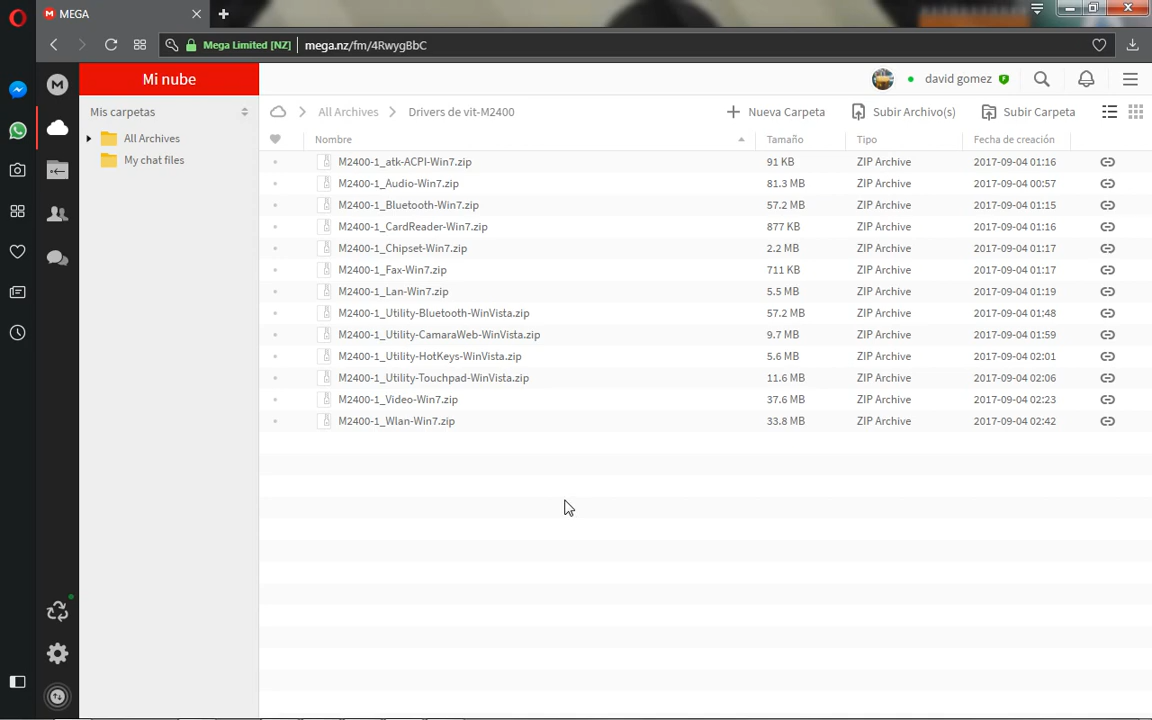 MEGA
Mega Limited [NZ] mega.nz/fm/4RwygBbC
Mi nube
david gomez
Mis carpetas
All Archives
My chat files
All Archives Drivers de vit-M2400
Nueva Carpeta Subir Archivo(s) Subir Carpeta
Nombre Tamaño Tipo Fecha de creación
M2400-1_atk-ACPI-Win7.zip 91 KB ZIP Archive 2017-09-04 01:16
M2400-1_Audio-Win7.zip 81.3 MB ZIP Archive 2017-09-04 00:57
M2400-1_Bluetooth-Win7.zip 57.2 MB ZIP Archive 2017-09-04 01:15
M2400-1_CardReader-Win7.zip 877 KB ZIP Archive 2017-09-04 01:16
M2400-1_Chipset-Win7.zip 2.2 MB ZIP Archive 2017-09-04 01:17
M2400-1_Fax-Win7.zip 711 KB ZIP Archive 2017-09-04 01:17
M2400-1_Lan-Win7.zip 5.5 MB ZIP Archive 2017-09-04 01:19
M2400-1_Utility-Bluetooth-WinVista.zip 57.2 MB ZIP Archive 2017-09-04 01:48
M2400-1_Utility-CamaraWeb-WinVista.zip 9.7 MB ZIP Archive 2017-09-04 01:59
M2400-1_Utility-HotKeys-WinVista.zip 5.6 MB ZIP Archive 2017-09-04 02:01
M2400-1_Utility-Touchpad-WinVista.zip 11.6 MB ZIP Archive 2017-09-04 02:06
M2400-1_Video-Win7.zip 37.6 MB ZIP Archive 2017-09-04 02:23
M2400-1_Wlan-Win7.zip 33.8 MB ZIP Archive 2017-09-04 02:42